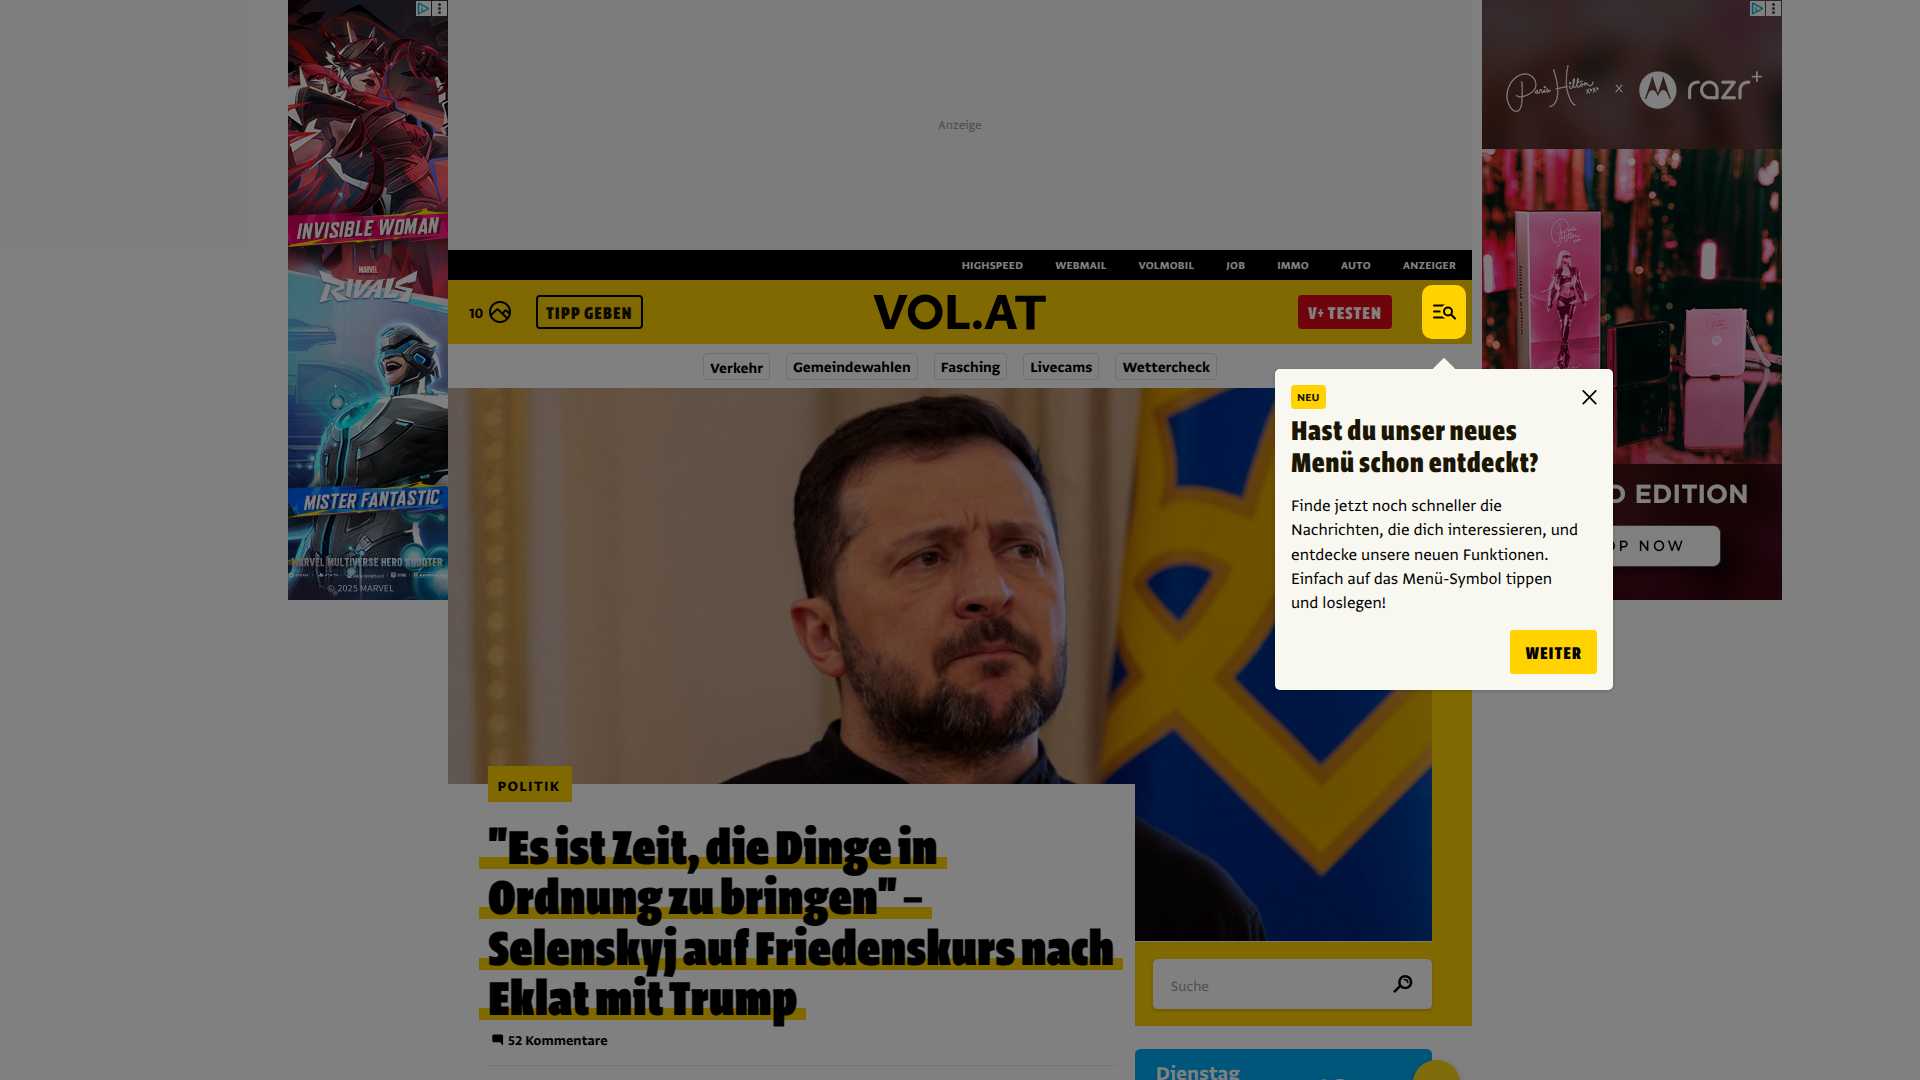 Anzeige
INVISIBLE WOMAN
MARVEL
RIVALS
MISTER FANTASTIC
MARVEL MULTIVERSE HERO SHOOTER
© 2025 MARVEL
Paris Hilton x razr+
D EDITION
OP NOW
HIGHSPEED WEBMAIL VOLMOBIL JOB IMMO AUTO ANZEIGER
10 TIPP GEBEN VOL.AT V+ TESTEN
Verkehr Gemeindewahlen Fasching Livecams Wettercheck
NEU
Hast du unser neues
Menü schon entdeckt?
Finde jetzt noch schneller die
Nachrichten, die dich interessieren, und
entdecke unsere neuen Funktionen.
Einfach auf das Menü-Symbol tippen
und loslegen!
WEITER
POLITIK
"Es ist Zeit, die Dinge in
Ordnung zu bringen" –
Selenskyj auf Friedenskurs nach
Eklat mit Trump
52 Kommentare
Suche
Dienstag